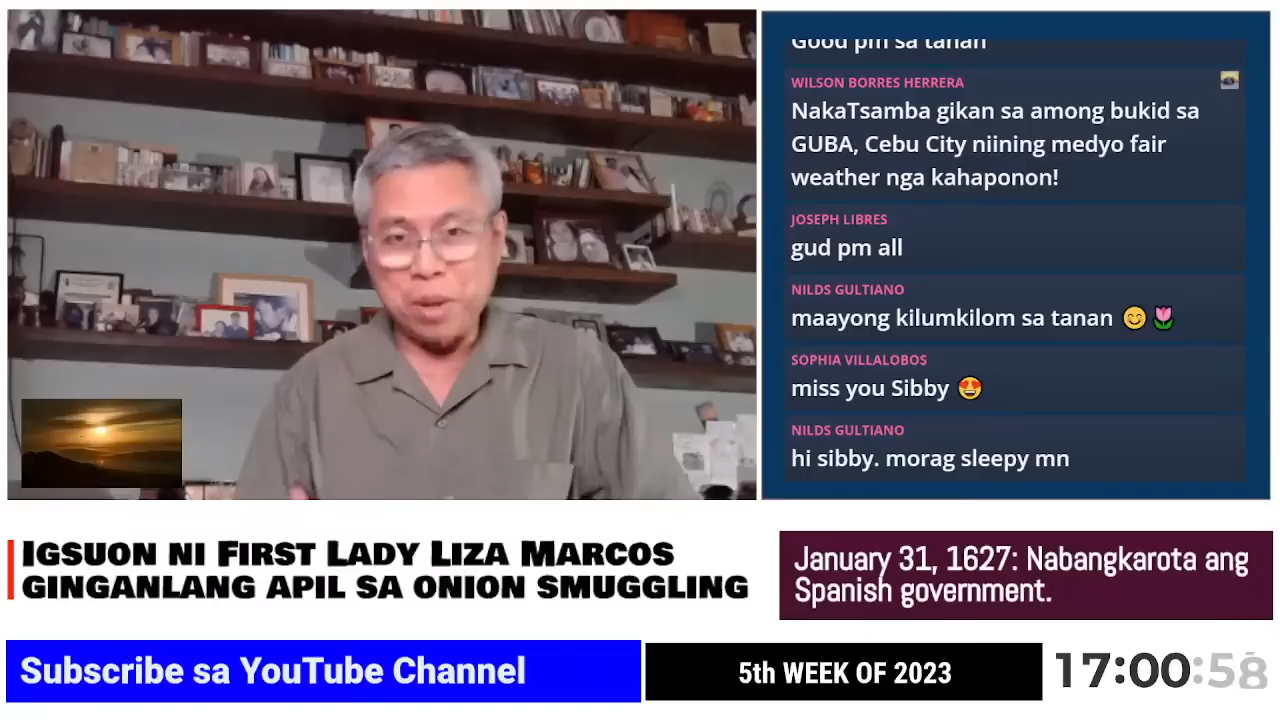 Good pm sa tanan
WILSON BORRES HERRERA
NakaTsamba gikan sa among bukid sa
GUBA, Cebu City niining medyo fair
weather nga kahaponon!
JOSEPH LIBRES
gud pm all
NILDS GULTIANO
maayong kilumkilom sa tanan 😊🌷
SOPHIA VILLALOBOS
miss you Sibby 😍
NILDS GULTIANO
hi sibby. morag sleepy mn
IGSUON NI FIRST LADY LIZA MARCOS
GINGANLANG APIL SA ONION SMUGGLING
January 31, 1627: Nabangkarota ang
Spanish government.
Subscribe sa YouTube Channel
5th WEEK OF 2023
17:00:58